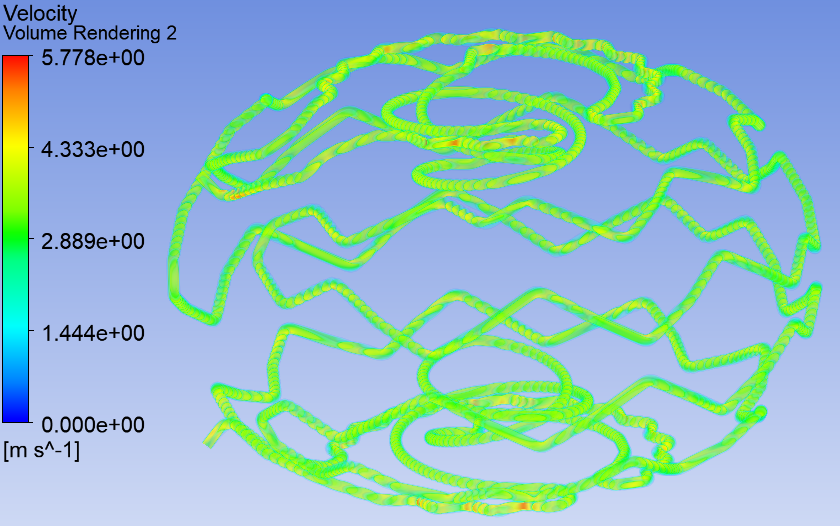 Velocity
Volume Rendering 2
5.778e+00
4.333e+00
2.889e+00
1.444e+00
0.000e+00
[m s^-1]